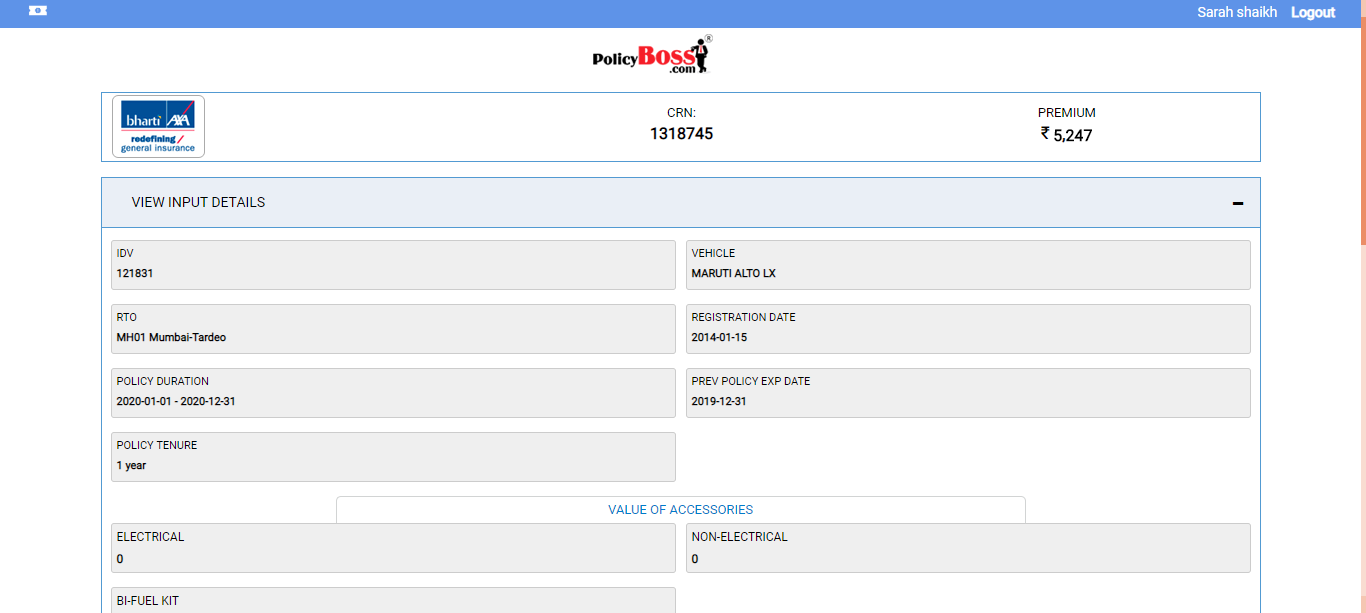 Sarah shaikh Logout
PolicyBoss®
.com
bharti AXA
redefining /
general insurance
CRN:
1318745
PREMIUM
₹ 5,247
VIEW INPUT DETAILS
IDV
121831
VEHICLE
MARUTI ALTO LX
RTO
MH01 Mumbai-Tardeo
REGISTRATION DATE
2014-01-15
POLICY DURATION
2020-01-01 - 2020-12-31
PREV POLICY EXP DATE
2019-12-31
POLICY TENURE
1 year
VALUE OF ACCESSORIES
ELECTRICAL
0
NON-ELECTRICAL
0
BI-FUEL KIT